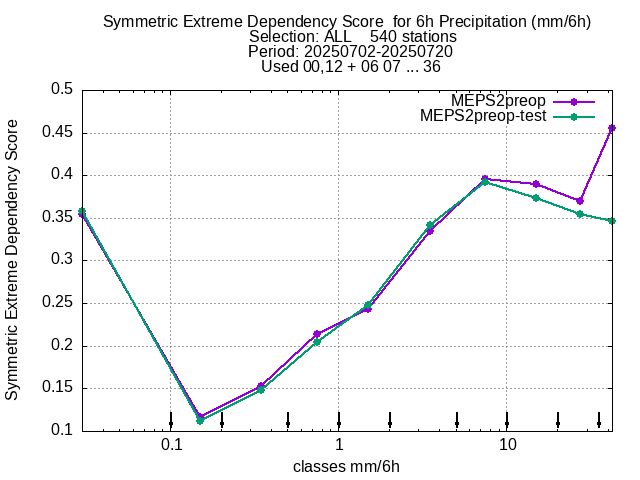 Symmetric Extreme Dependency Score  for 6h Precipitation (mm/6h)
Selection: ALL    540 stations
Period: 20250702-20250720
Used 00,12 + 06 07 ... 36
MEPS2preop
MEPS2preop-test
Symmetric Extreme Dependency Score
0.5
0.45
0.4
0.35
0.3
0.25
0.2
0.15
0.1
0.1 1 10
classes mm/6h